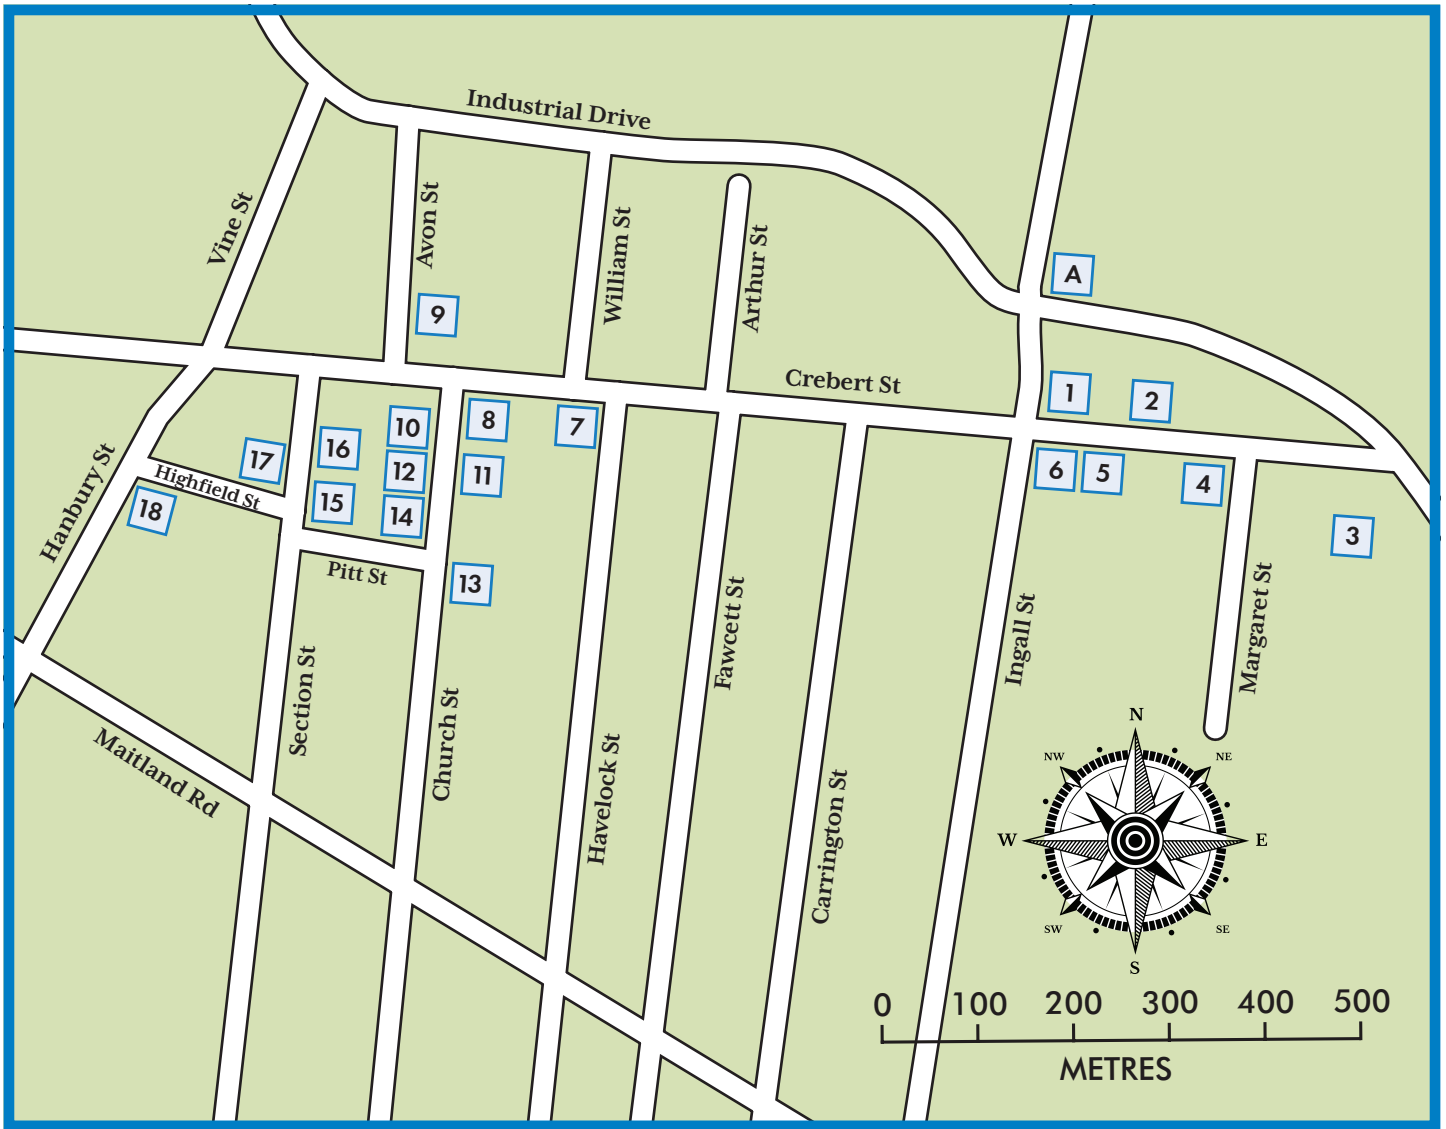 Industrial Drive
Vine St
Avon St
William St
Arthur St
A
9
Crebert St
1
2
8
7
10
16
17
12
11
6
5
4
Highfield St
15
14
18
3
Hanbury St
Pitt St
13
Section St
Church St
Fawcett St
Ingall St
Margaret St
Maitland Rd
Havelock St
Carrington St
N
NW
NE
W
E
SW
SE
S
0 100 200 300 400 500
METRES